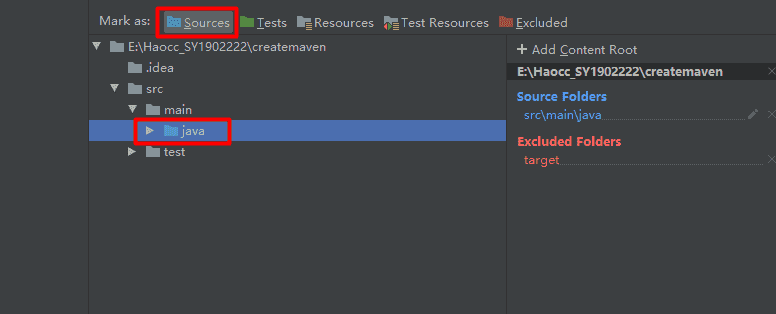 Mark as: Sources Tests Resources Test Resources Excluded
E:\Haocc_SY1902222\createmaven
.idea
src
main
java
test
+ Add Content Root
E:\Haocc_SY1902222\createmaven
Source Folders
src\main\java
Excluded Folders
target